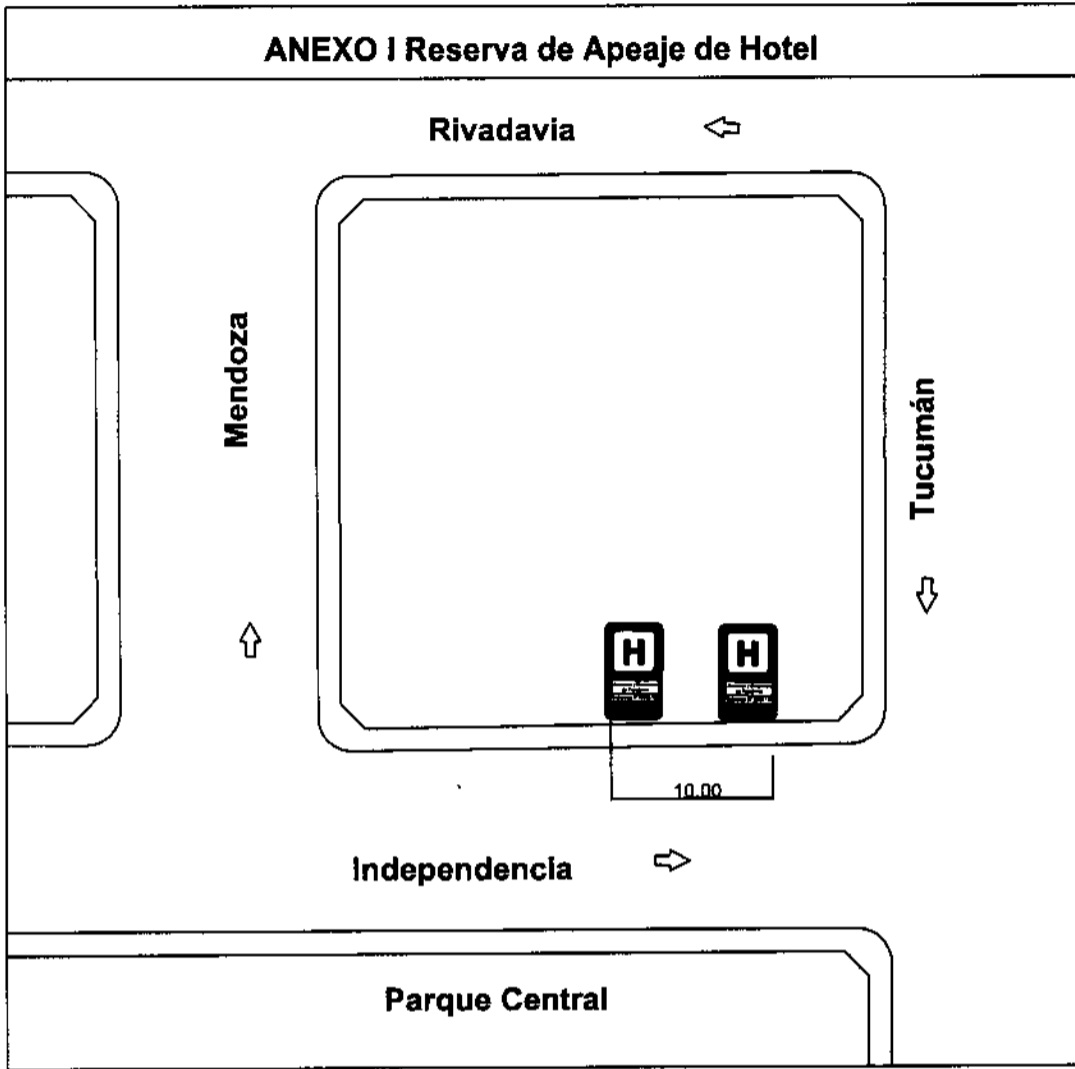 ANEXO I Reserva de Apeaje de Hotel
Rivadavia
Mendoza
Tucumán
H
H
10.00
Independencia
Parque Central